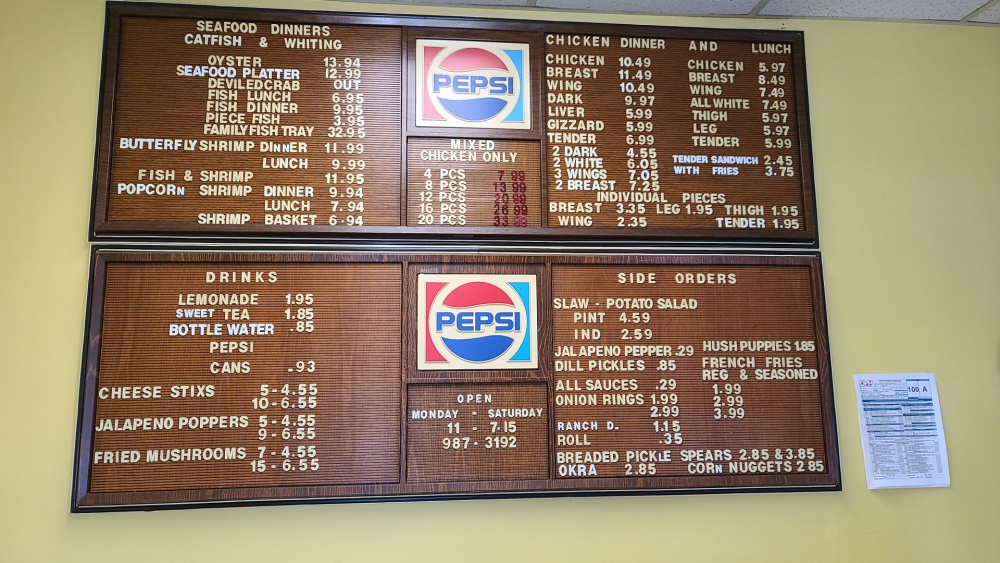 SEAFOOD DINNERS
CATFISH & WHITING
OYSTER 13.94
SEAFOOD PLATTER 12.99
DEVILEDCRAB OUT
FISH LUNCH 6.95
FISH DINNER 9.95
PIECE FISH 3.95
FAMILY FISH TRAY 32.95
BUTTERFLY SHRIMP DINNER 11.99
LUNCH 9.99
FISH & SHRIMP 11.95
POPCORn SHRIMP DINNER 9.94
LUNCH 7.94
SHRIMP BASKET 6-94
PEPSI
MIXED
CHICKEN ONLY
4 PCS 7 99
8 PCS 13 99
12 PCS 20 99
16 PCS 26 99
20 PCS
CHICKEN DINNER AND LUNCH
CHICKEN 10.49
BREAST 11.49
WING 10.49
DARK 9.97
LIVER 5.99
GIZZARD 5.99
TENDER 6.99
2 DARK 4.55
2 WHITE 6.05
3 WINGS 7.05
2 BREAST 7.25
CHICKEN 5.97
BREAST 8.49
WING 7.49
ALL WHITE 7.49
THIGH 5.97
LEG 5.97
TENDER 5.99
TENDER SANDWICH 2.45
WITH FRIES 3.75
INDIVIDUAL PIECES
BREAST 3.35 LEG 1.95 THIGH 1.95
WING 2.35 TENDER 1.95
DRINKS
LEMONADE 1.95
SWEET TEA 1.85
BOTTLE WATER .85
PEPSI
CANS .93
CHEESE STIXS 5-4.55
10-6.55
JALAPENO POPPERS 5-4.55
9-6.55
FRIED MUSHROOMS 7-4.55
15-6.55
PEPSI
OPEN
MONDAY - SATURDAY
11 - 7.15
987-3192
SIDE ORDERS
SLAW - POTATO SALAD
PINT 4.59
IND 2.59
JALAPENO PEPPER .29
DILL PICKLES .85
ALL SAUCES .29
ONION RINGS 1.99
2.99
RANCH D. 1.15
ROLL .35
HUSH PUPPIES 1.85
FRENCH FRIES
REG & SEASONED
1.99
2.99
3.99
BREADED PICKLE SPEARS 2.85 & 3.85
OKRA 2.85 CORn NUGGETS 2 85
100 A